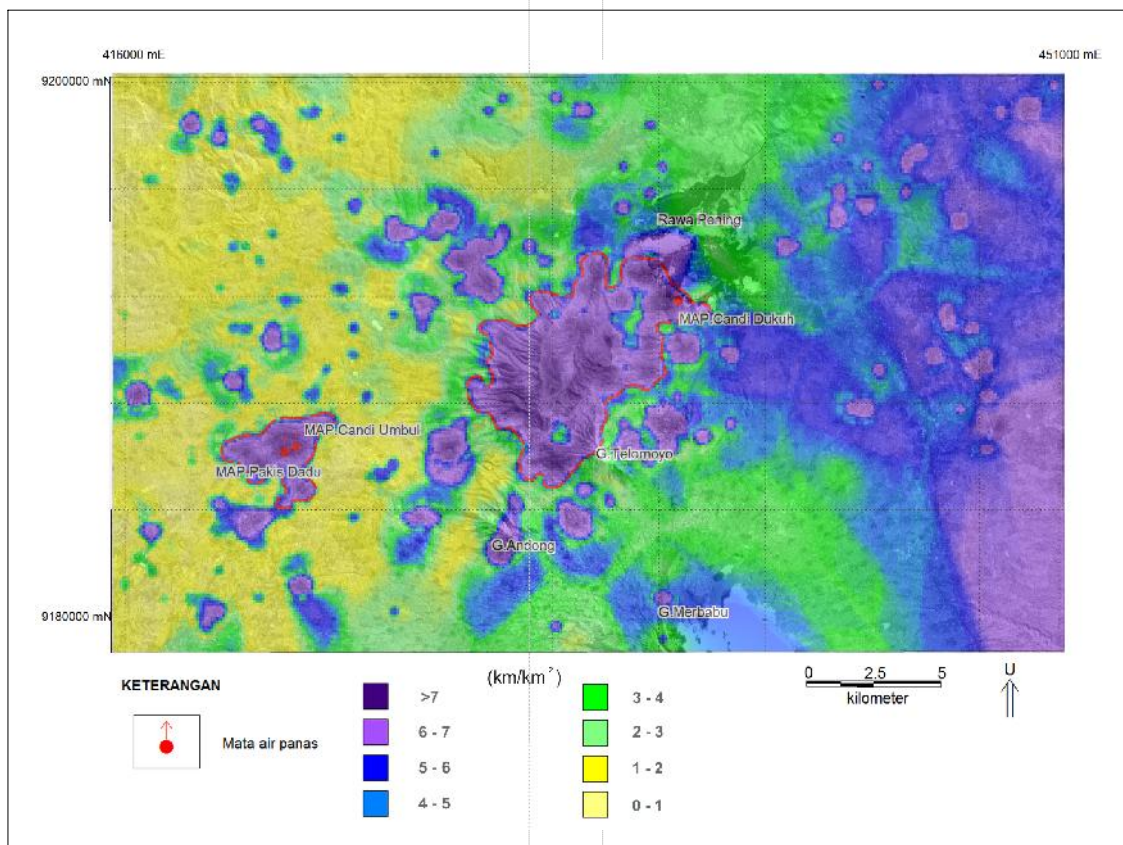 416000 mE
451000 mE
9200000 mN
Rawa Pening
MAP.Candi Dukuh
MAP.Candi Umbul
G.Telomoyo
MAP.Pakis Dadu
G.Andong
G.Merbabu
9180000 mN
(km/km²)
0 2.5 5
kilometer
U
KETERANGAN
Mata air panas
>7
6 - 7
5 - 6
4 - 5
3 - 4
2 - 3
1 - 2
0 - 1